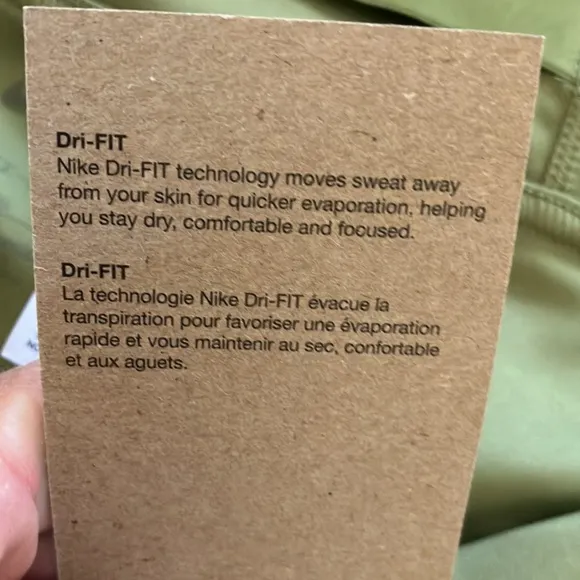 Dri-FIT
Nike Dri-FIT technology moves sweat away
from your skin for quicker evaporation, helping
you stay dry, comfortable and focused.
Dri-FIT
La technologie Nike Dri-FIT évacue la
transpiration pour favoriser une évaporation
rapide et vous maintenir au sec, confortable
et aux aguets.